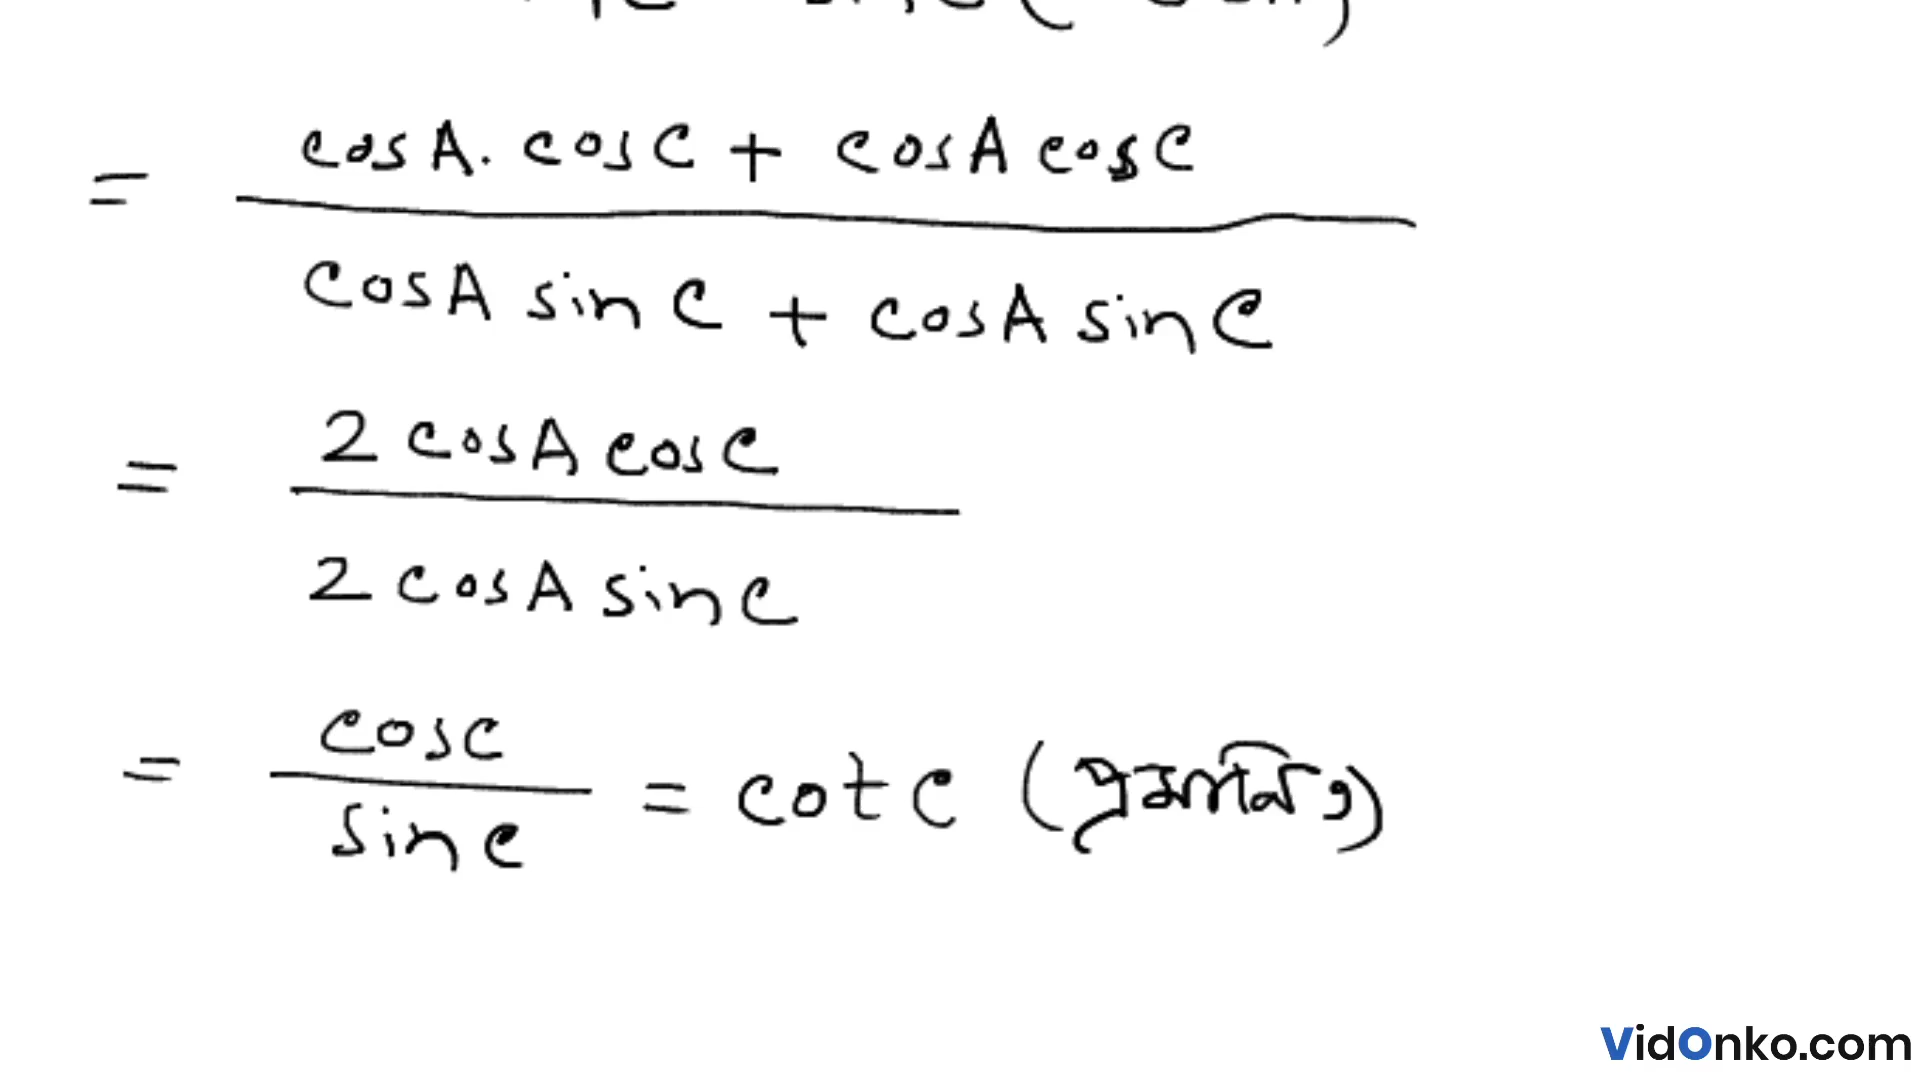 = cosA. cosC + cosA cosC
cosA sinC + cosA sinC
= 2 cosA cosC
2 cosA sinC
= cosC
sinC
= cotC (প্রমাণিত)
VidOnko.com